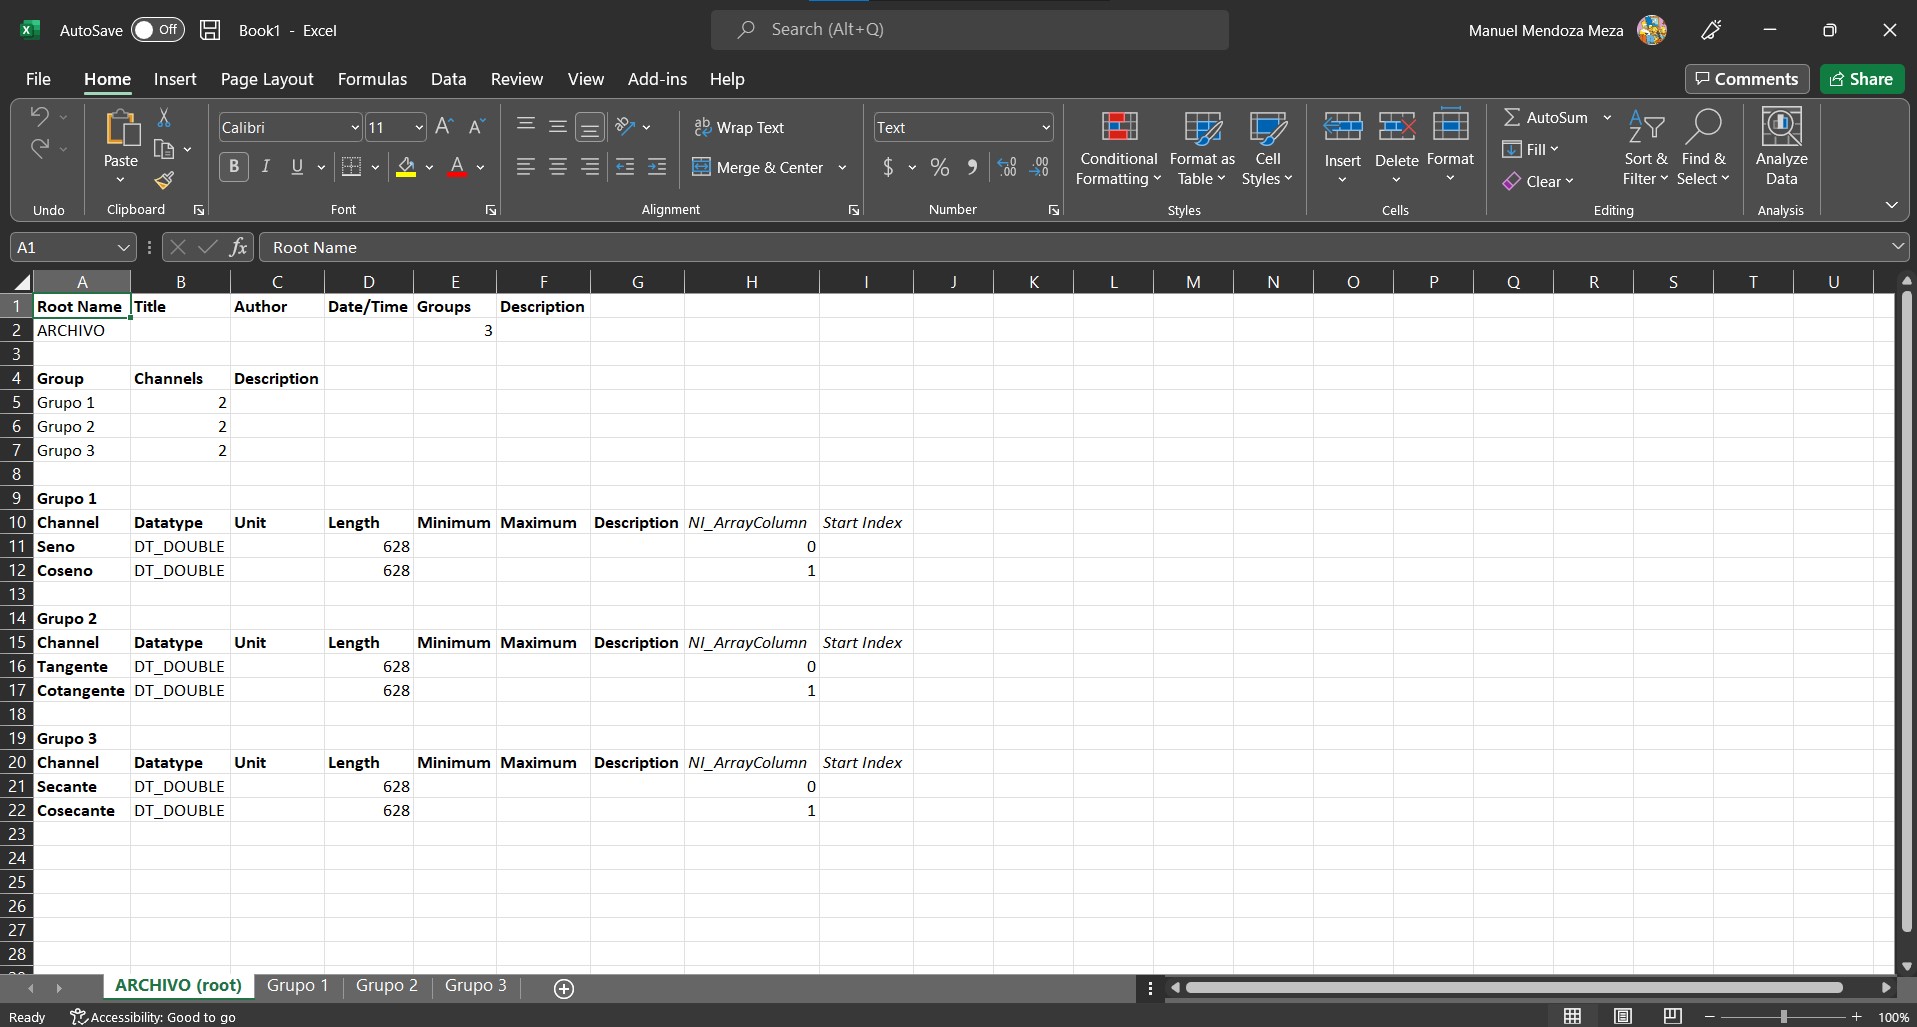 AutoSave Off Book1 - Excel Search (Alt+Q) Manuel Mendoza Meza
File Home Insert Page Layout Formulas Data Review View Add-ins Help Comments Share
Calibri 11 Wrap Text Text AutoSum
Paste B I U A Merge & Center $ % Conditional Formatting Format as Table Cell Styles Insert Delete Format Fill Sort & Filter Find & Select Analyze Data
Clear
Undo Clipboard Font Alignment Number Styles Cells Editing Analysis
A1 fx Root Name
A B C D E F G H I J K L M N O P Q R S T U
1 Root Name Title Author Date/Time Groups Description
2 ARCHIVO 3
3
4 Group Channels Description
5 Grupo 1 2
6 Grupo 2 2
7 Grupo 3 2
8
9 Grupo 1
10 Channel Datatype Unit Length Minimum Maximum Description NI_ArrayColumn Start Index
11 Seno DT_DOUBLE 628 0
12 Coseno DT_DOUBLE 628 1
13
14 Grupo 2
15 Channel Datatype Unit Length Minimum Maximum Description NI_ArrayColumn Start Index
16 Tangente DT_DOUBLE 628 0
17 Cotangente DT_DOUBLE 628 1
18
19 Grupo 3
20 Channel Datatype Unit Length Minimum Maximum Description NI_ArrayColumn Start Index
21 Secante DT_DOUBLE 628 0
22 Cosecante DT_DOUBLE 628 1
23
24
25
26
27
28
ARCHIVO (root) Grupo 1 Grupo 2 Grupo 3
Ready Accessibility: Good to go 100%